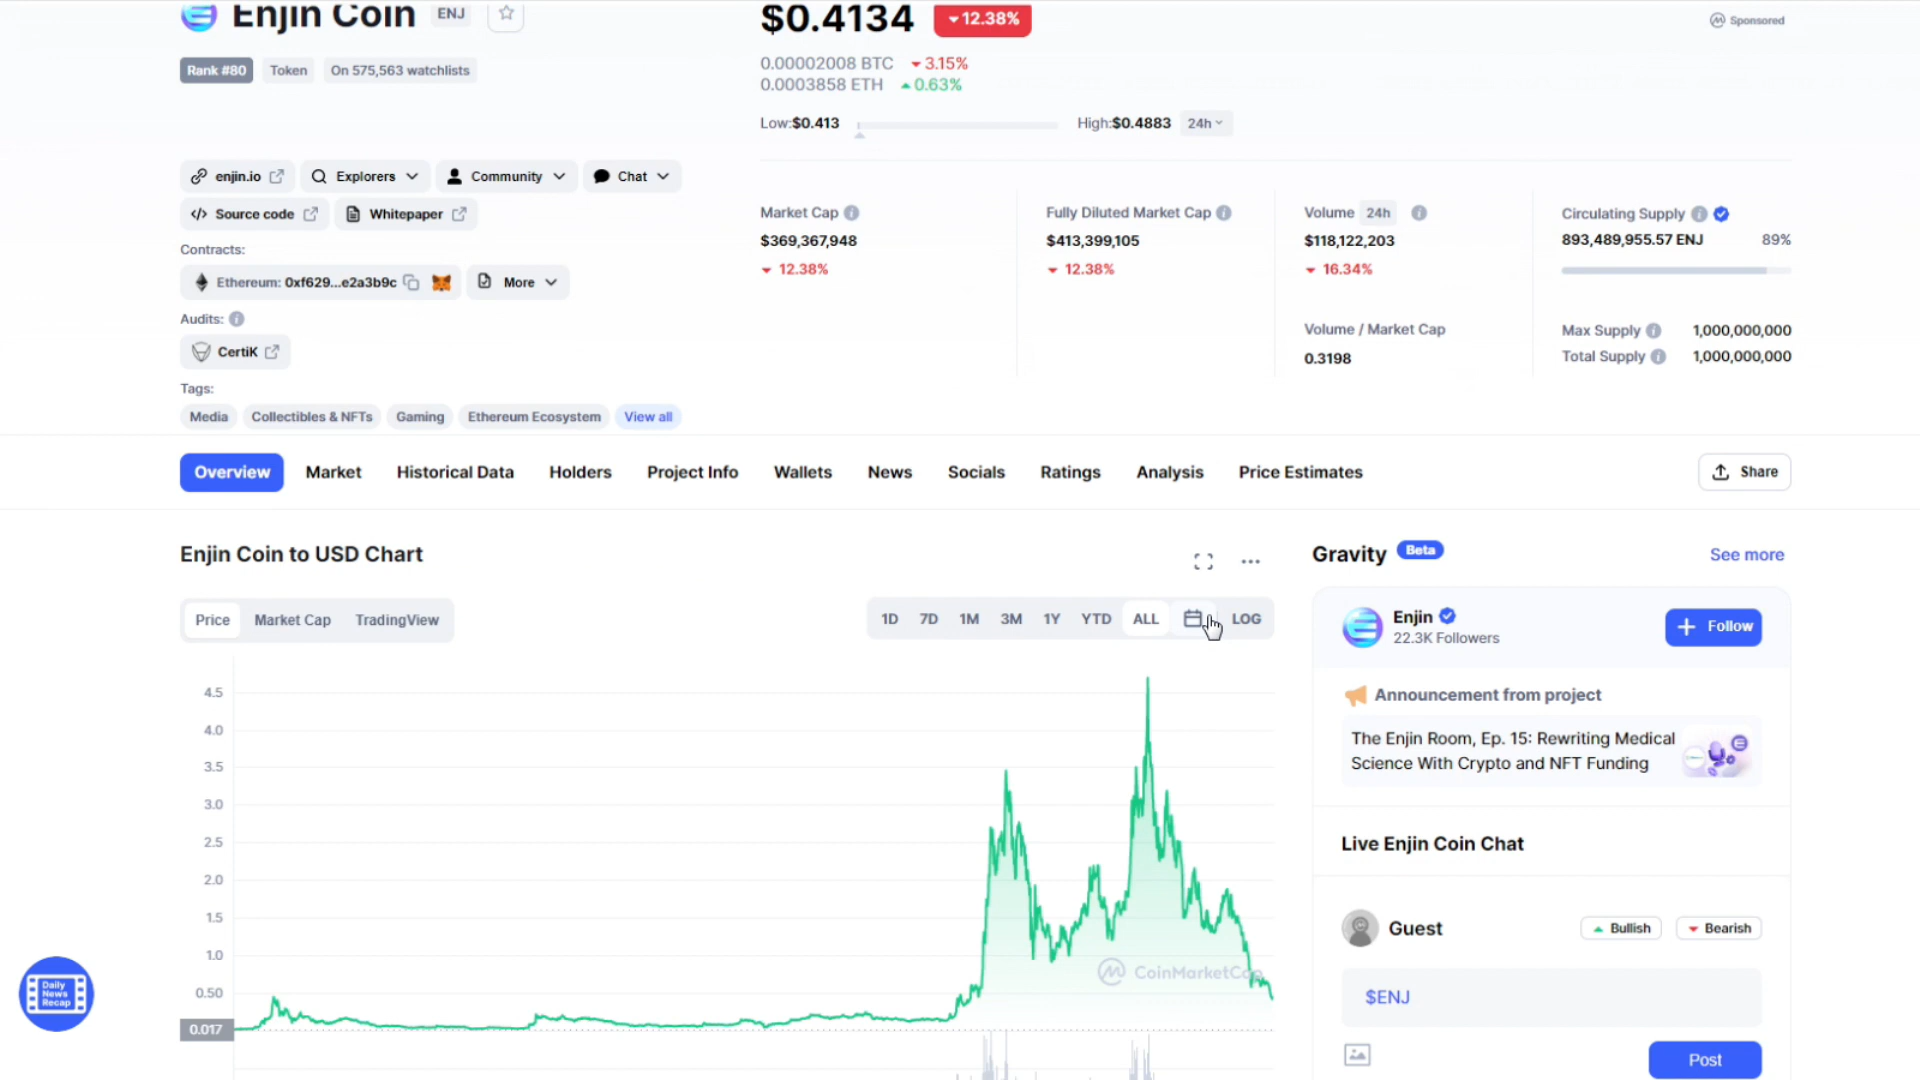 Enjin Coin ENJ
Rank #80 Token On 575,563 watchlists
$0.4134 12.38%
0.00002008 BTC 3.15%
0.0003858 ETH 0.63%
Low:$0.413 High:$0.4883 24h
Sponsored
enjin.io Explorers Community Chat
Source code Whitepaper
Contracts:
Ethereum: 0xf629...e2a3b9c More
Audits:
CertiK
Tags:
Media Collectibles & NFTs Gaming Ethereum Ecosystem View all
Market Cap
$369,367,948
12.38%
Fully Diluted Market Cap
$413,399,105
12.38%
Volume 24h
$118,122,203
16.34%
Volume / Market Cap
0.3198
Circulating Supply
893,489,955.57 ENJ 89%
Max Supply 1,000,000,000
Total Supply 1,000,000,000
Overview Market Historical Data Holders Project Info Wallets News Socials Ratings Analysis Price Estimates Share
Enjin Coin to USD Chart
Price Market Cap TradingView
1D 7D 1M 3M 1Y YTD ALL LOG
4.5
4.0
3.5
3.0
2.5
2.0
1.5
1.0
0.50
0.017
CoinMarketCap
Daily
News
Recap
Gravity Beta See more
Enjin
22.3K Followers
Follow
Announcement from project
The Enjin Room, Ep. 15: Rewriting Medical
Science With Crypto and NFT Funding
Live Enjin Coin Chat
Guest Bullish Bearish
$ENJ
Post